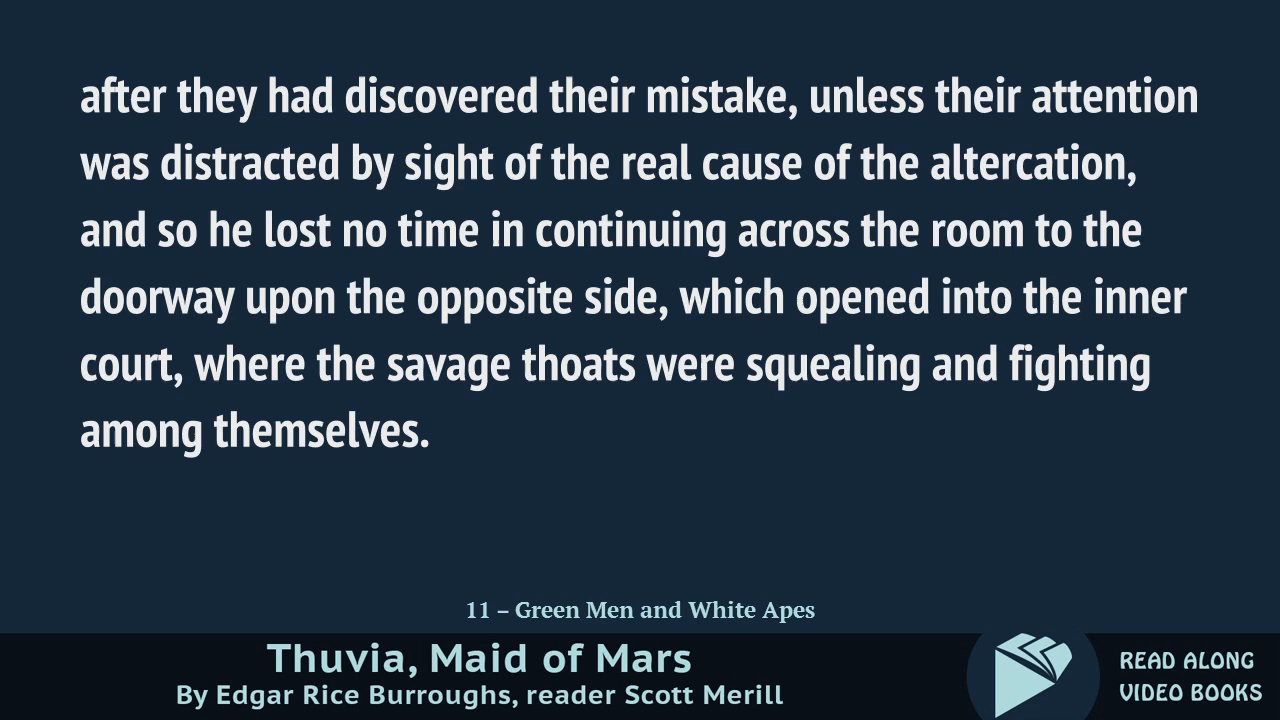 after they had discovered their mistake, unless their attention
was distracted by sight of the real cause of the altercation,
and so he lost no time in continuing across the room to the
doorway upon the opposite side, which opened into the inner
court, where the savage thoats were squealing and fighting
among themselves.
11 – Green Men and White Apes
Thuvia, Maid of Mars
By Edgar Rice Burroughs, reader Scott Merill
READ ALONG
VIDEO BOOKS